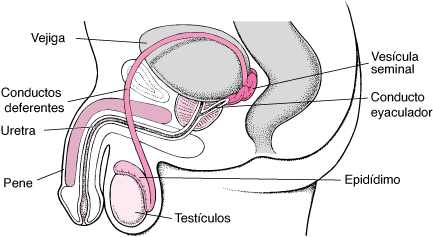 Vejiga
Conductos
deferentes
Uretra
Pene
Vesícula
seminal
Conducto
eyaculador
Epidídimo
Testículos